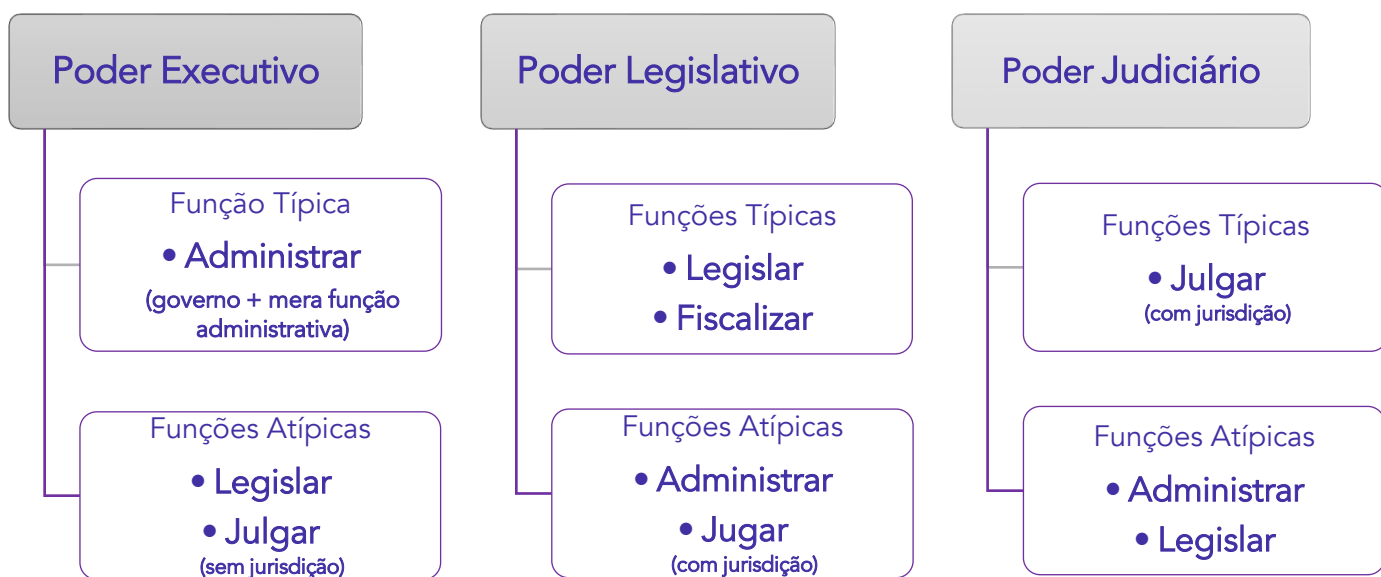 Poder Executivo
Função Típica
• Administrar
(governo + mera função
administrativa)
Funções Atípicas
• Legislar
• Julgar
(sem jurisdição)
Poder Legislativo
Funções Típicas
• Legislar
• Fiscalizar
Funções Atípicas
• Administrar
• Jugar
(com jurisdição)
Poder Judiciário
Funções Típicas
• Julgar
(com jurisdição)
Funções Atípicas
• Administrar
• Legislar